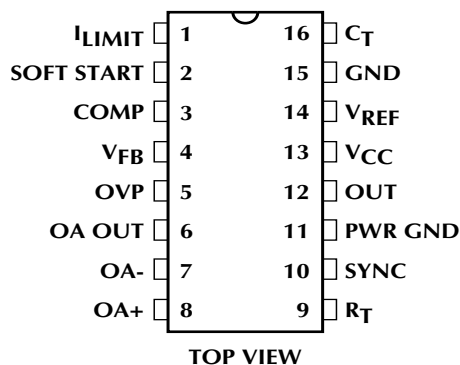 ILIMIT 1 16 CT
SOFT START 2 15 GND
COMP 3 14 VREF
VFB 4 13 VCC
OVP 5 12 OUT
OA OUT 6 11 PWR GND
OA- 7 10 SYNC
OA+ 8 9 RT
TOP VIEW